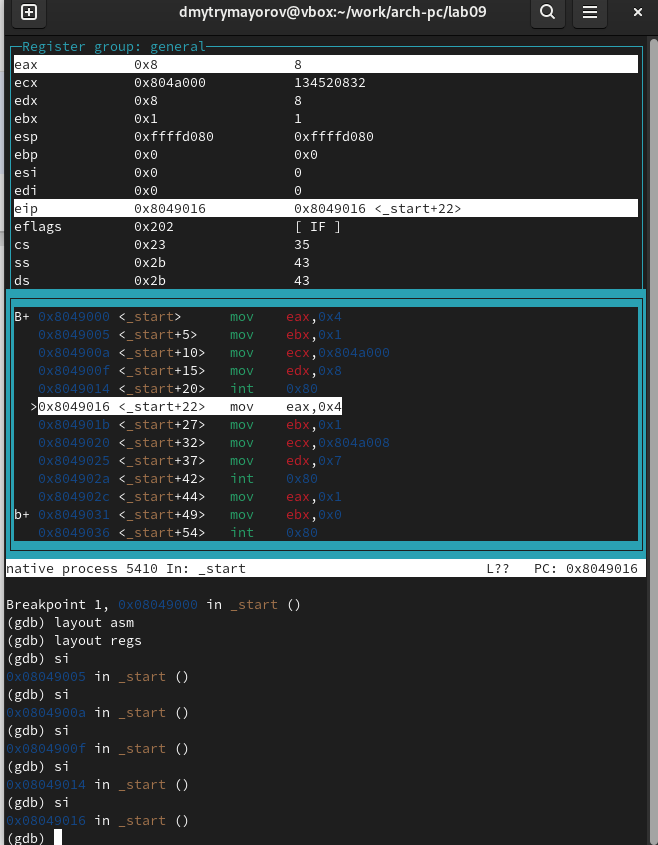 dmytrymayorov@vbox:~/work/arch-pc/lab09
Register group: general
eax 0x8 8
ecx 0x804a000 134520832
edx 0x8 8
ebx 0x1 1
esp 0xffffd080 0xffffd080
ebp 0x0 0x0
esi 0x0 0
edi 0x0 0
eip 0x8049016 0x8049016 <_start+22>
eflags 0x202 [ IF ]
cs 0x23 35
ss 0x2b 43
ds 0x2b 43
B+ 0x8049000 <_start> mov eax,0x4
0x8049005 <_start+5> mov ebx,0x1
0x804900a <_start+10> mov ecx,0x804a000
0x804900f <_start+15> mov edx,0x8
0x8049014 <_start+20> int 0x80
>0x8049016 <_start+22> mov eax,0x4
0x804901b <_start+27> mov ebx,0x1
0x8049020 <_start+32> mov ecx,0x804a008
0x8049025 <_start+37> mov edx,0x7
0x804902a <_start+42> int 0x80
0x804902c <_start+44> mov eax,0x1
b+ 0x8049031 <_start+49> mov ebx,0x0
0x8049036 <_start+54> int 0x80
native process 5410 In: _start L?? PC: 0x8049016
Breakpoint 1, 0x08049000 in _start ()
(gdb) layout asm
(gdb) layout regs
(gdb) si
0x08049005 in _start ()
(gdb) si
0x0804900a in _start ()
(gdb) si
0x0804900f in _start ()
(gdb) si
0x08049014 in _start ()
(gdb) si
0x08049016 in _start ()
(gdb)